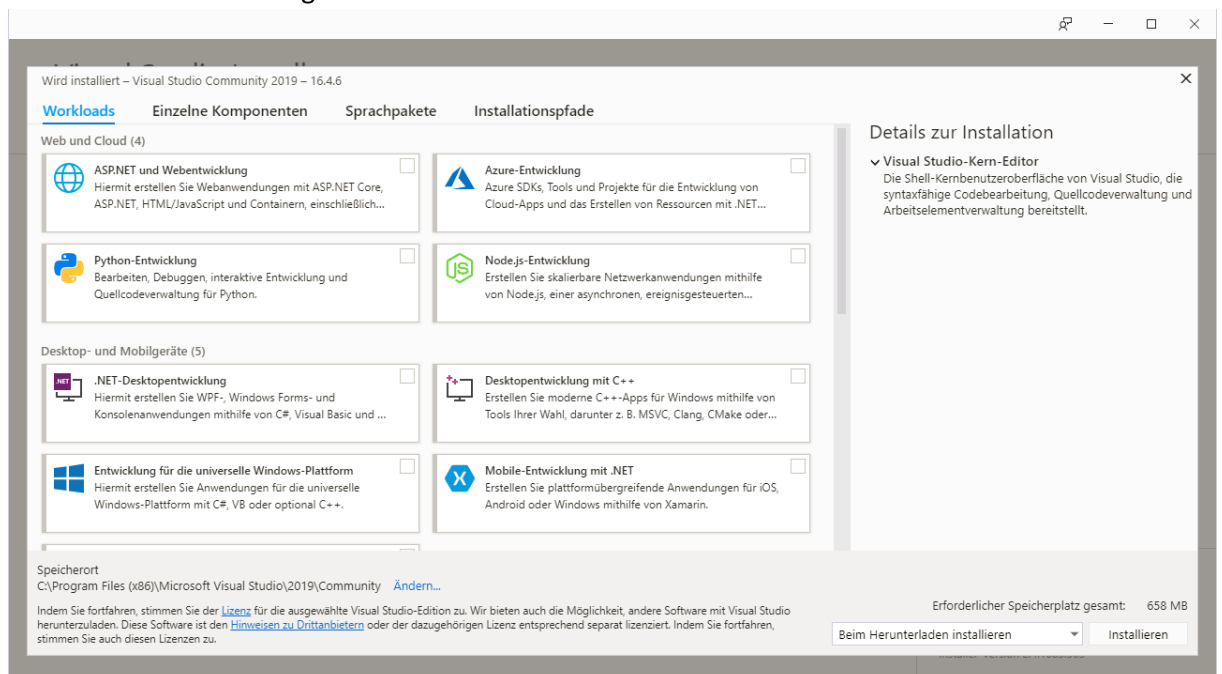 Wird installiert – Visual Studio Community 2019 – 16.4.6
Workloads Einzelne Komponenten Sprachpakete Installationspfade
Web und Cloud (4)
ASP.NET und Webentwicklung
Hiermit erstellen Sie Webanwendungen mit ASP.NET Core,
ASP.NET, HTML/JavaScript und Containern, einschließlich...
Azure-Entwicklung
Azure SDKs, Tools und Projekte für die Entwicklung von
Cloud-Apps und das Erstellen von Ressourcen mit .NET...
Python-Entwicklung
Bearbeiten, Debuggen, interaktive Entwicklung und
Quellcodeverwaltung für Python.
Node.js-Entwicklung
Erstellen Sie skalierbare Netzwerkanwendungen mithilfe
von Node.js, einer asynchronen, ereignisgesteuerten...
Desktop- und Mobilgeräte (5)
.NET-Desktopentwicklung
Hiermit erstellen Sie WPF-, Windows Forms- und
Konsolenanwendungen mithilfe von C#, Visual Basic und ...
Desktopentwicklung mit C++
Erstellen Sie moderne C++-Apps für Windows mithilfe von
Tools Ihrer Wahl, darunter z. B. MSVC, Clang, CMake oder...
Entwicklung für die universelle Windows-Plattform
Hiermit erstellen Sie Anwendungen für die universelle
Windows-Plattform mit C#, VB oder optional C++.
Mobile-Entwicklung mit .NET
Erstellen Sie plattformübergreifende Anwendungen für iOS,
Android oder Windows mithilfe von Xamarin.
Details zur Installation
Visual Studio-Kern-Editor
Die Shell-Kernbenutzeroberfläche von Visual Studio, die
syntaxfähige Codebearbeitung, Quellcodeverwaltung und
Arbeitselementverwaltung bereitstellt.
Speicherort
C:\Program Files (x86)\Microsoft Visual Studio\2019\Community Ändern...
Indem Sie fortfahren, stimmen Sie der Lizenz für die ausgewählte Visual Studio-Edition zu. Wir bieten auch die Möglichkeit, andere Software mit Visual Studio
herunterzuladen. Diese Software ist den Hinweisen zu Drittanbietern oder der dazugehörigen Lizenz entsprechend separat lizenziert. Indem Sie fortfahren,
stimmen Sie auch diesen Lizenzen zu.
Erforderlicher Speicherplatz gesamt: 658 MB
Beim Herunterladen installieren Installieren